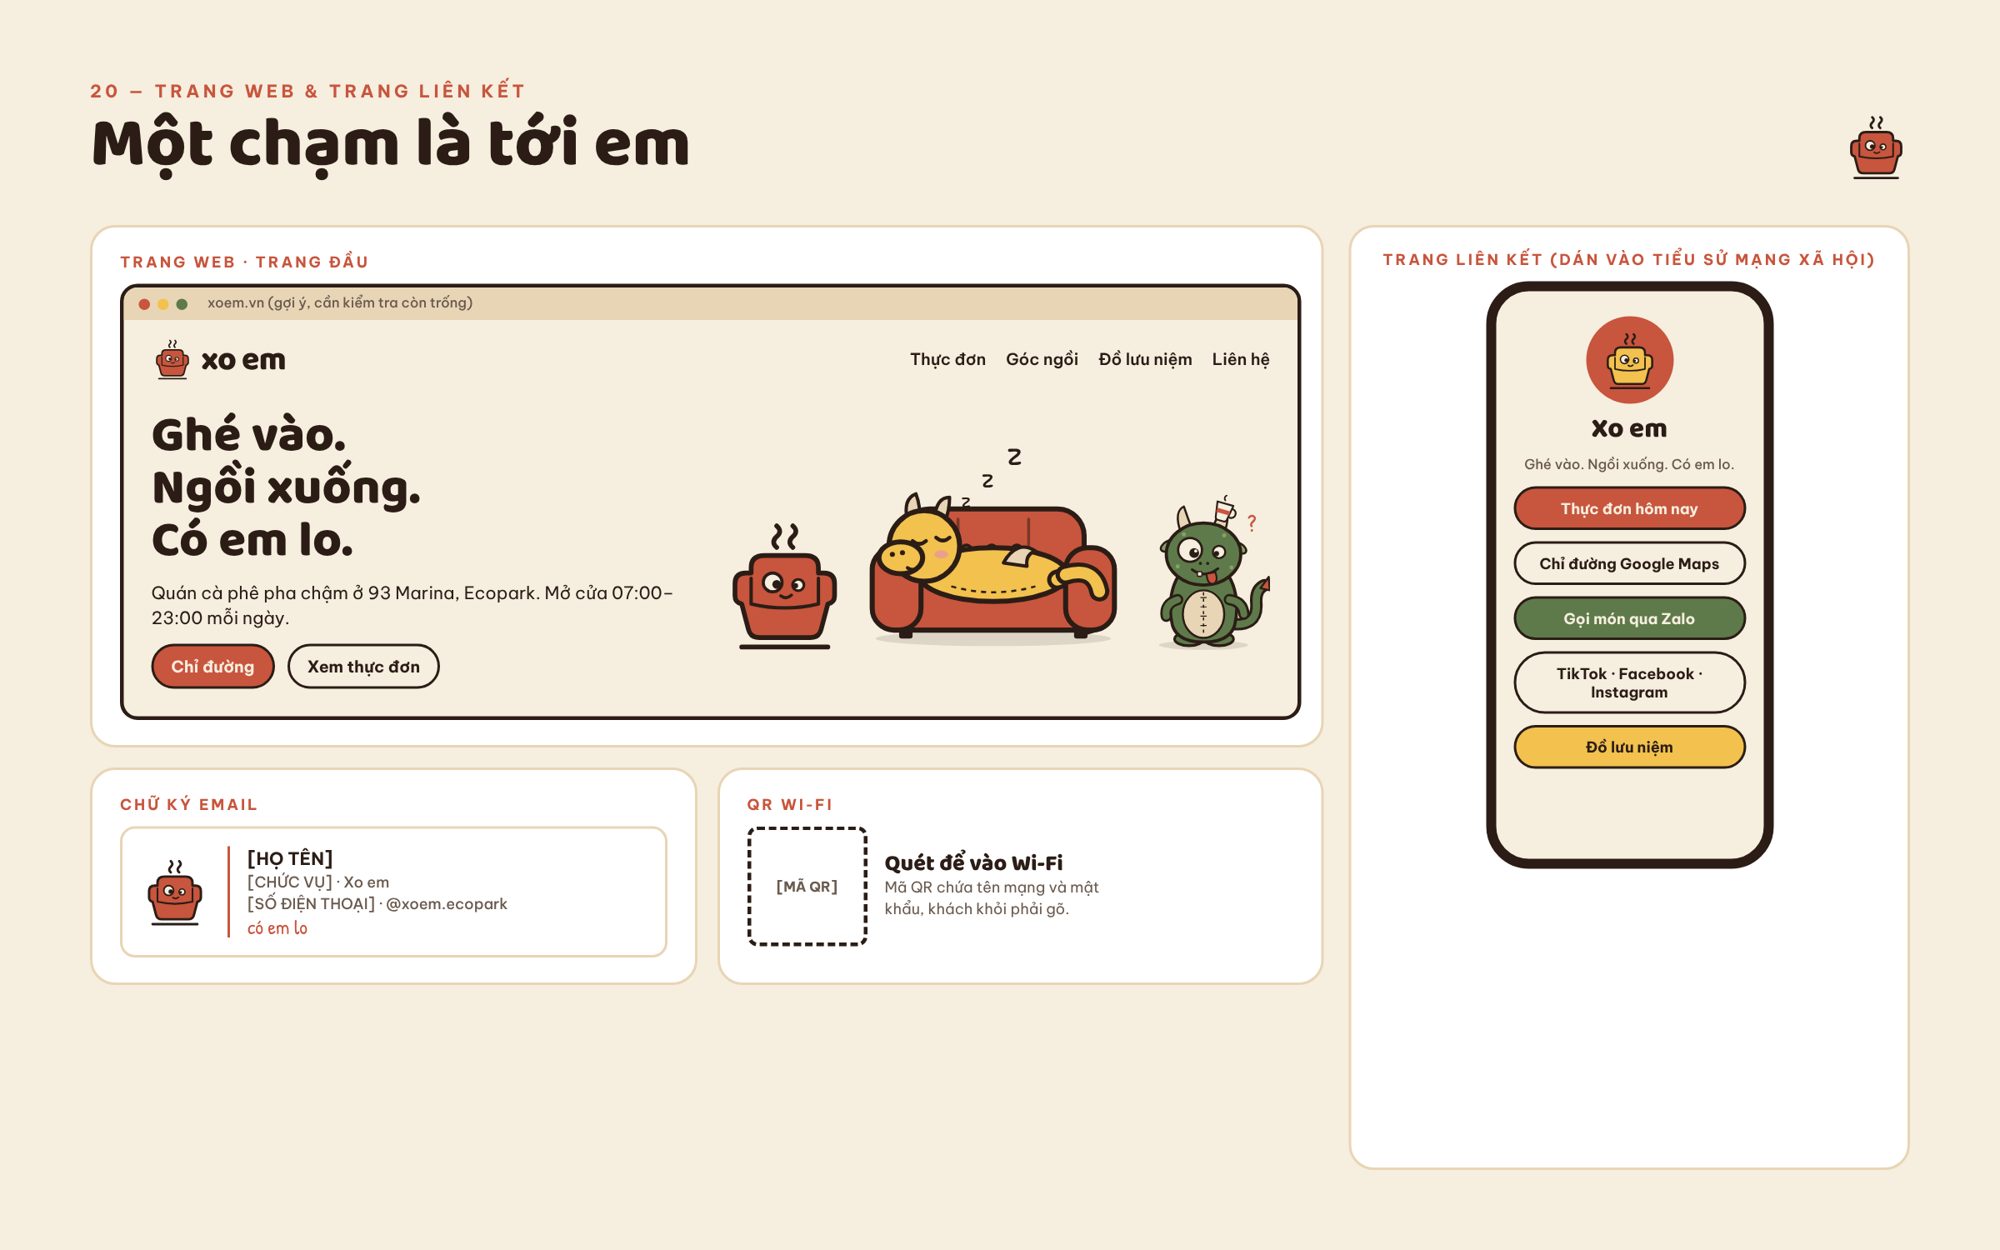 20 — TRANG WEB & TRANG LIÊN KẾT
Một chạm là tới em
TRANG WEB · TRANG ĐẦU
xoem.vn (gợi ý, cần kiểm tra còn trống)
xo em
Thực đơn Góc ngồi Đồ lưu niệm Liên hệ
Ghé vào.
Ngồi xuống.
Có em lo.
Quán cà phê pha chậm ở 93 Marina, Ecopark. Mở cửa 07:00–
23:00 mỗi ngày.
Chỉ đường Xem thực đơn
z
z
z
?
CHỮ KÝ EMAIL
[HỌ TÊN]
[CHỨC VỤ] · Xo em
[SỐ ĐIỆN THOẠI] · @xoem.ecopark
có em lo
QR WI-FI
[MÃ QR]
Quét để vào Wi-Fi
Mã QR chứa tên mạng và mật
khẩu, khách khỏi phải gõ.
TRANG LIÊN KẾT (DÁN VÀO TIỂU SỬ MẠNG XÃ HỘI)
Xo em
Ghé vào. Ngồi xuống. Có em lo.
Thực đơn hôm nay
Chỉ đường Google Maps
Gọi món qua Zalo
TikTok · Facebook ·
Instagram
Đồ lưu niệm